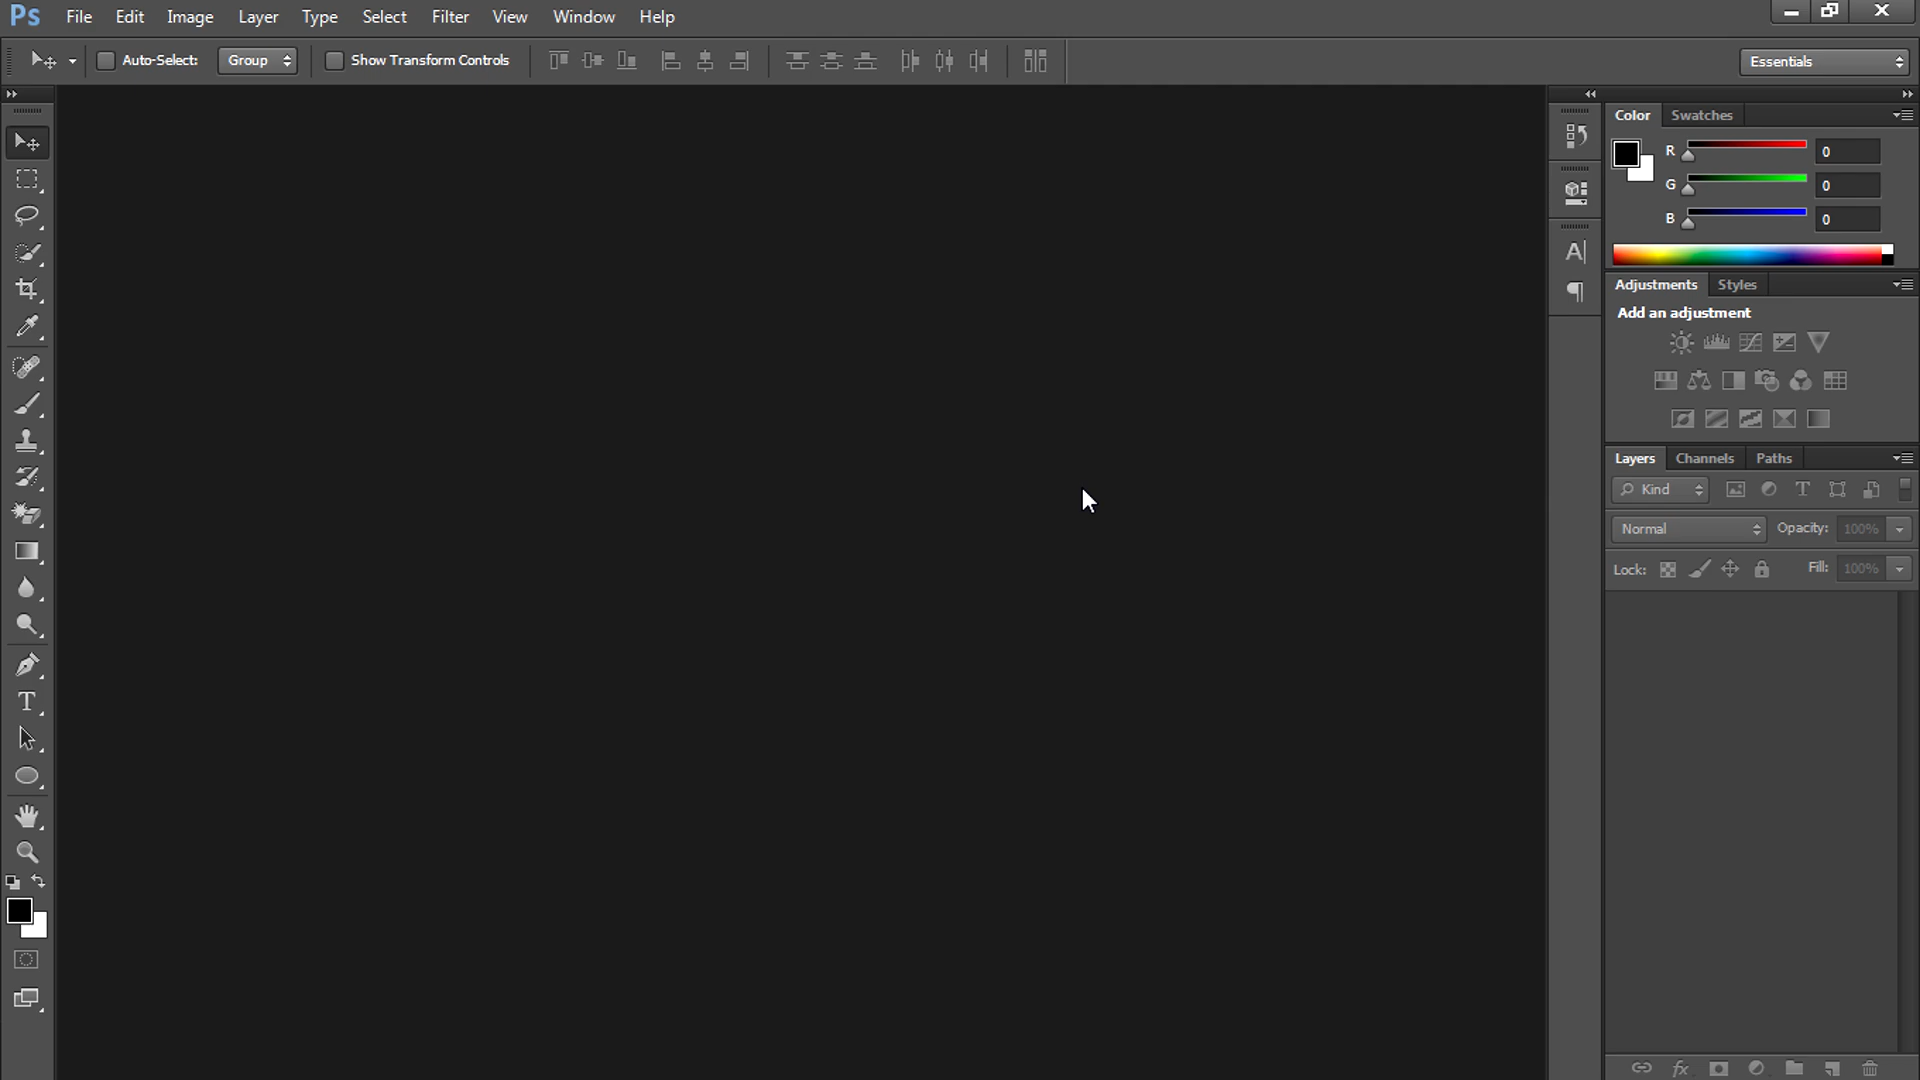 Ps File Edit Image Layer Type Select Filter View Window Help
Auto-Select: Group Show Transform Controls Essentials
Color Swatches
R 0
G 0
B 0
Adjustments Styles
Add an adjustment
Layers Channels Paths
Kind
Normal Opacity: 100%
Lock: Fill: 100%